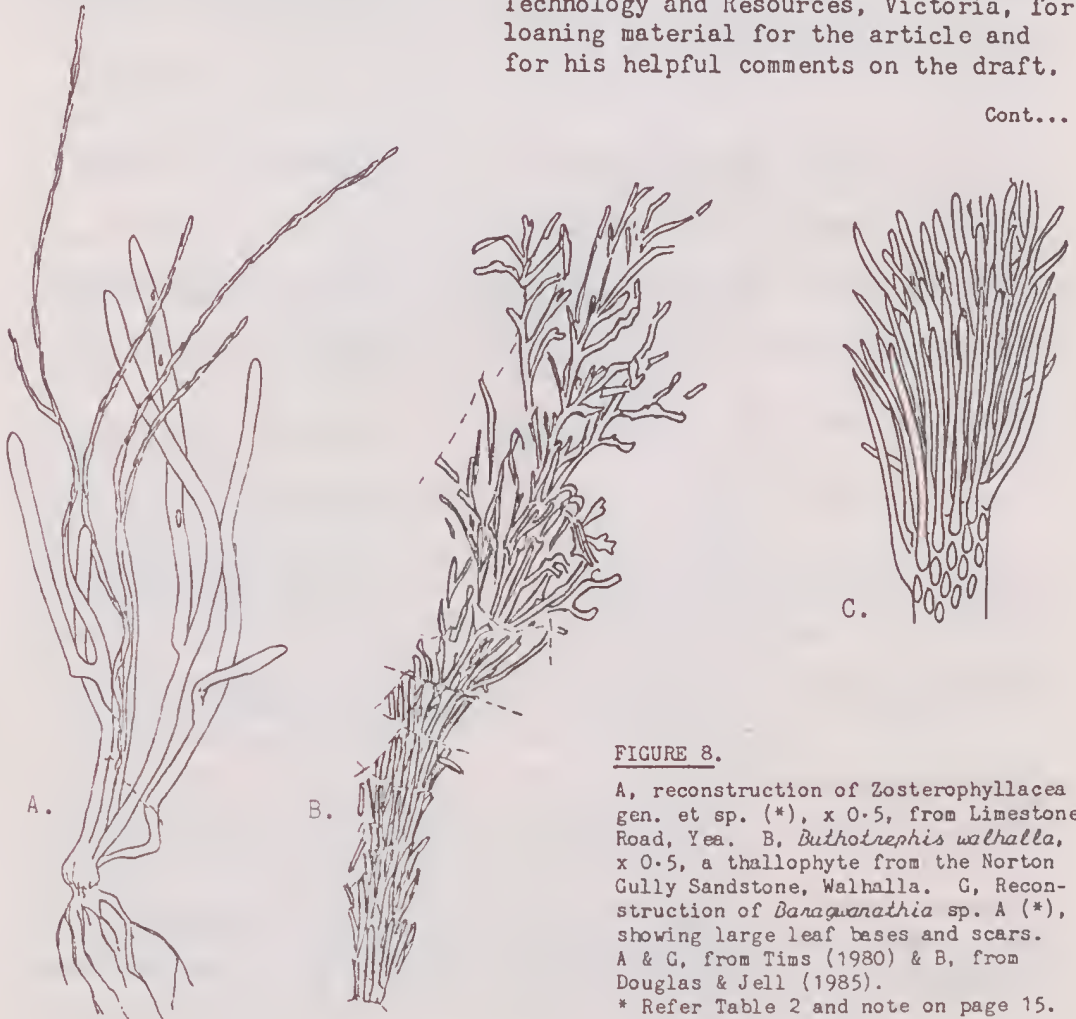 Technology and Resources, Victoria, for
loaning material for the article and
for his helpful comments on the draft.
Cont...
A.
B.
C.
FIGURE 8.
A, reconstruction of Zosterophyllacea
gen. et sp. (*), x 0·5, from Limestone
Road, Yea. B, Buthotrephis walhalla,
x 0·5, a thallophyte from the Norton
Gully Sandstone, Walhalla. C, Recon-
struction of Baragwanathia sp. A (*),
showing large leaf bases and scars.
A & C, from Tims (1980) & B, from
Douglas & Jell (1985).
* Refer Table 2 and note on page 15.